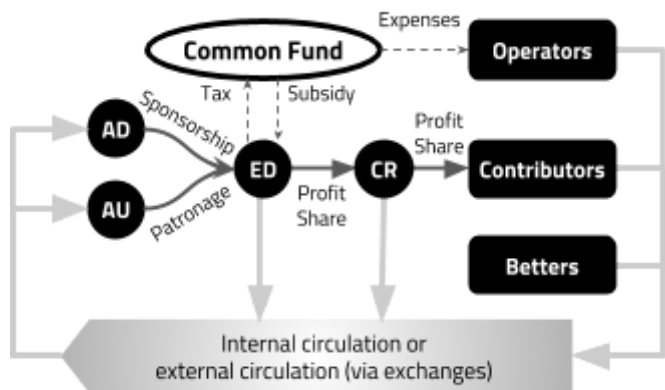 Expenses
Common Fund
Operators
Tax
Subsidy
AD
Sponsorship
Profit
Share
ED
CR
Contributors
AU
Patronage
Profit
Share
Betters
Internal circulation or
external circulation (via exchanges)